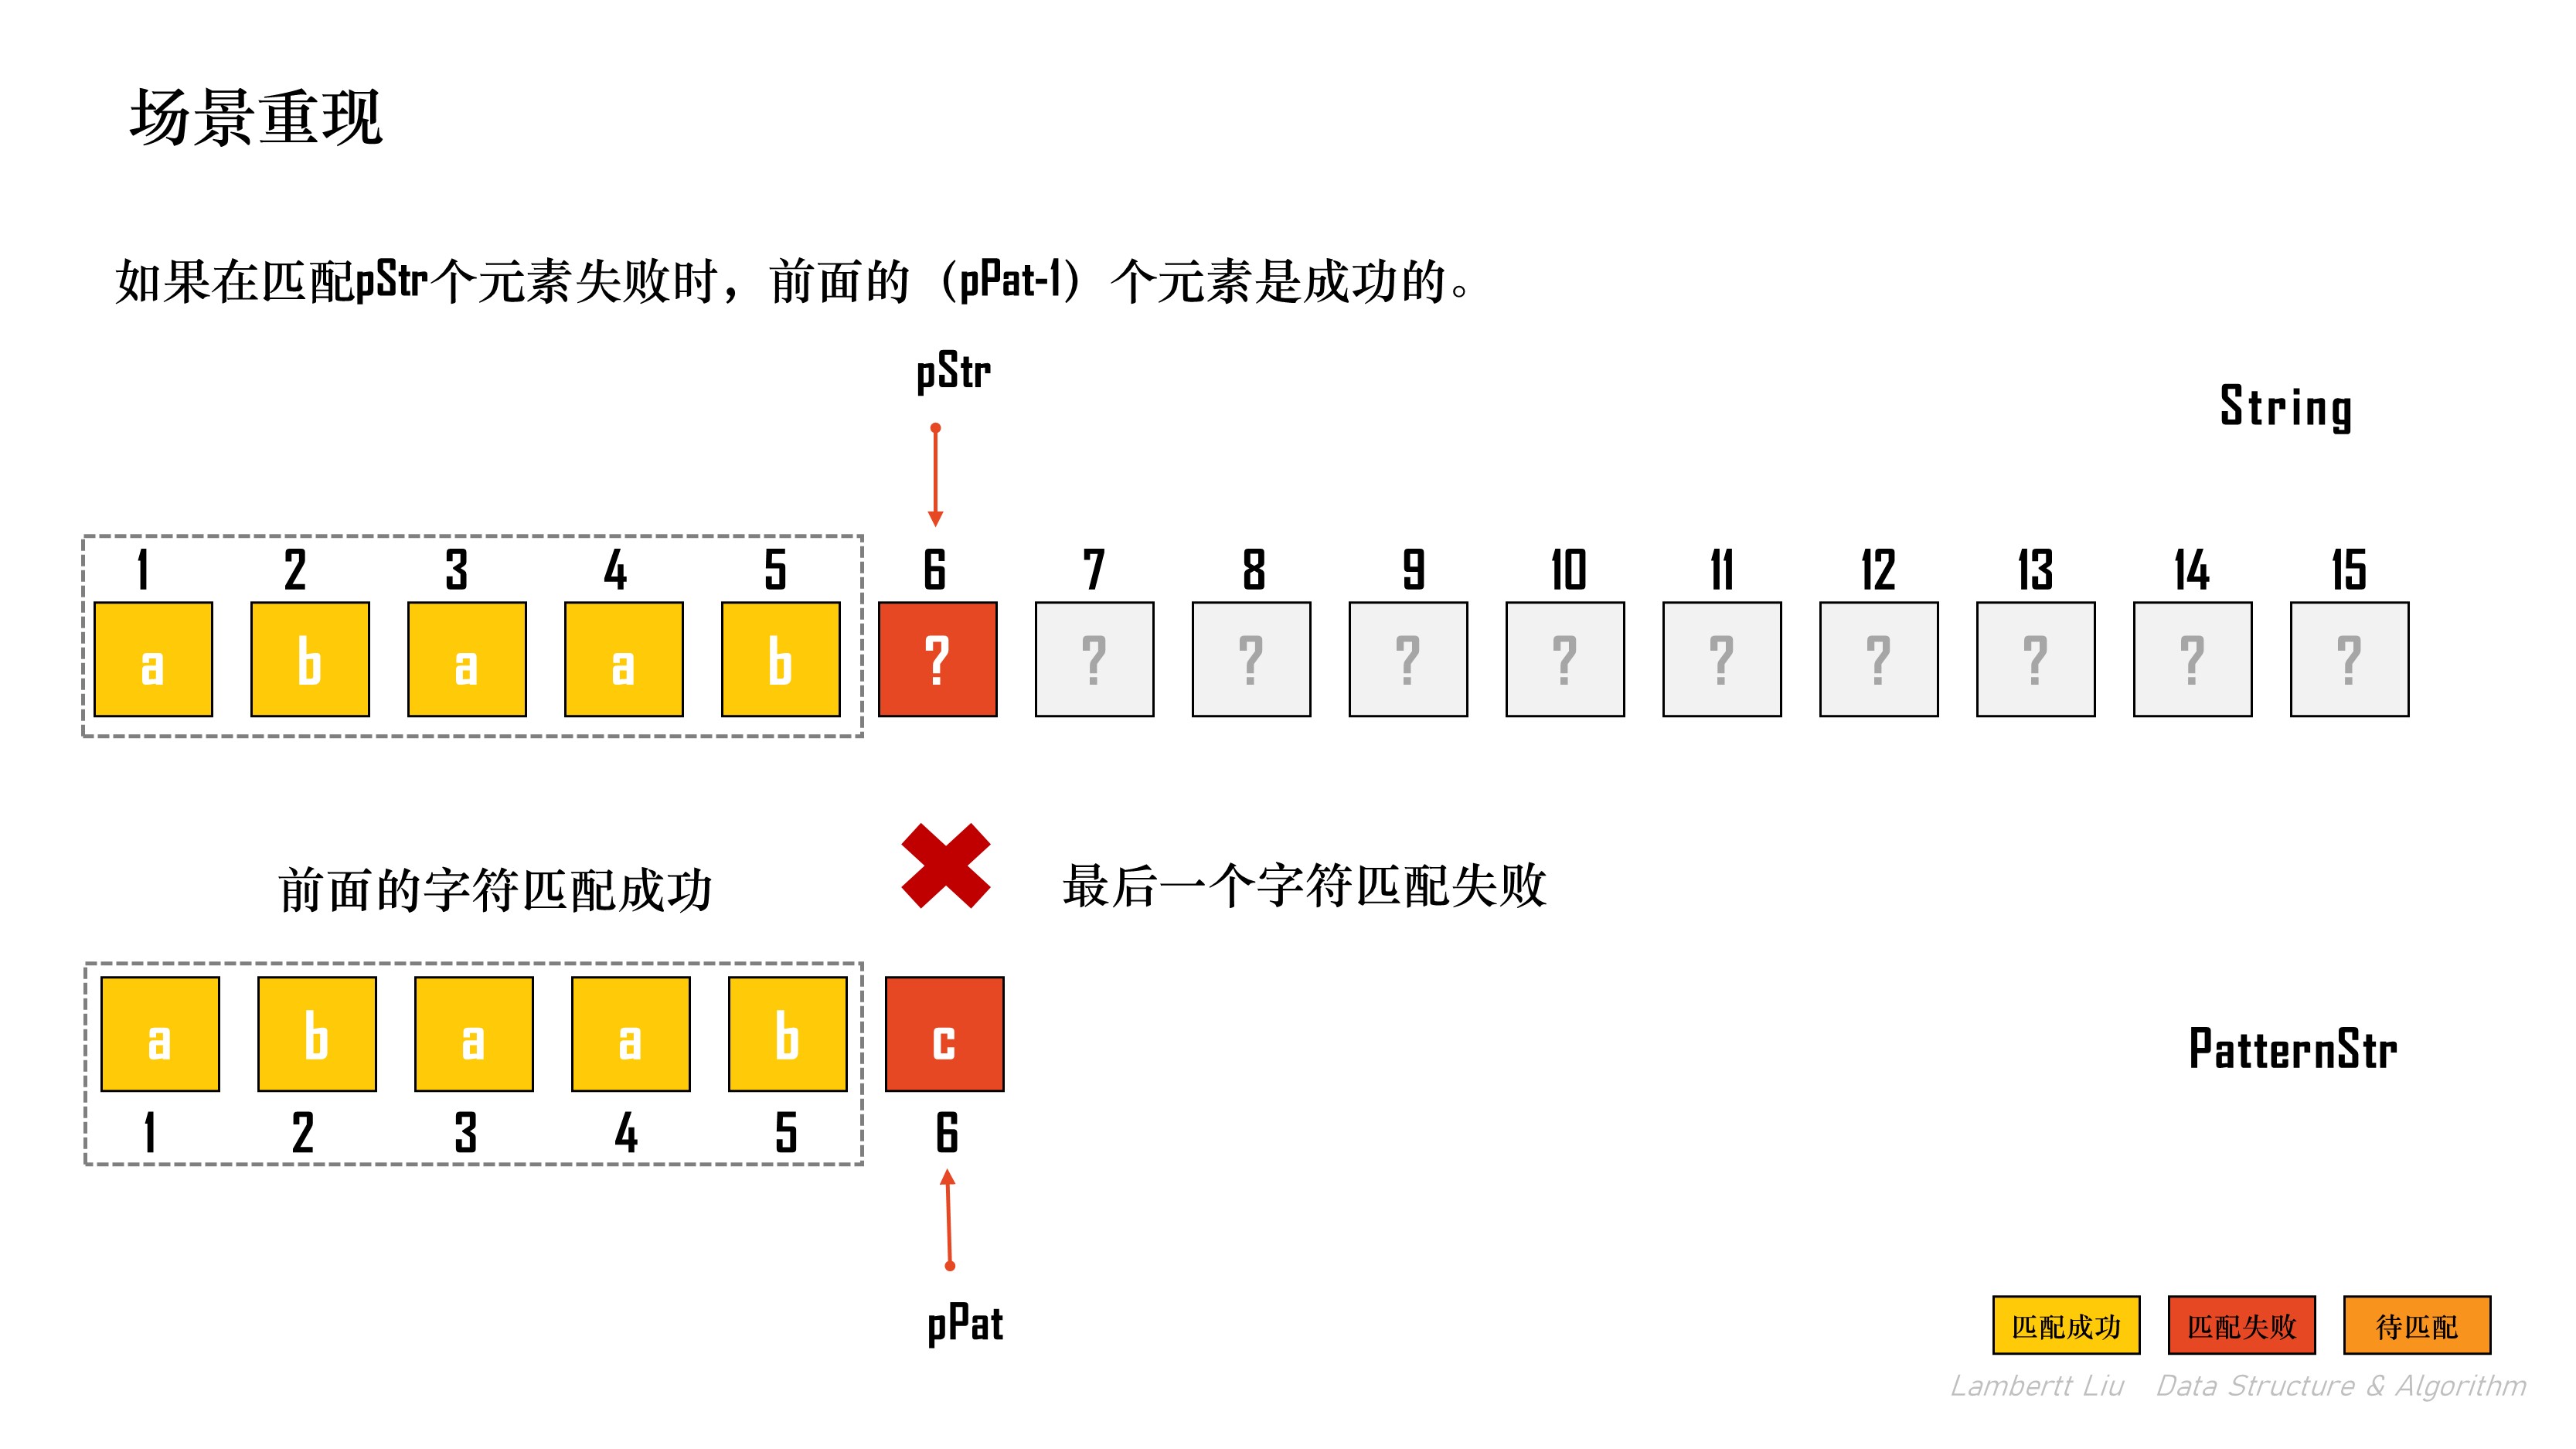 场景重现
如果在匹配pStr个元素失败时，前面的（pPat-1）个元素是成功的。
pStr
String
1 2 3 4 5 6 7 8 9 10 11 12 13 14 15
a b a a b ? ? ? ? ? ? ? ? ? ?
前面的字符匹配成功
最后一个字符匹配失败
a b a a b c
PatternStr
1 2 3 4 5 6
pPat
匹配成功 匹配失败 待匹配
Lambertt Liu Data Structure & Algorithm